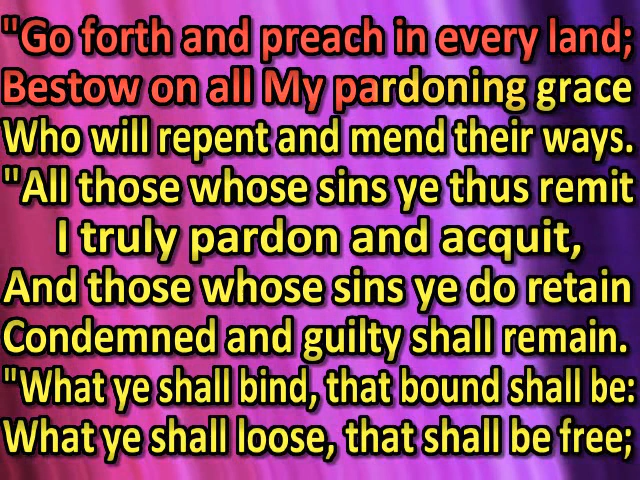 "Go forth and preach in every land;
Bestow on all My pardoning grace
Who will repent and mend their ways.
"All those whose sins ye thus remit
I truly pardon and acquit,
And those whose sins ye do retain
Condemned and guilty shall remain.
"What ye shall bind, that bound shall be:
What ye shall loose, that shall be free;